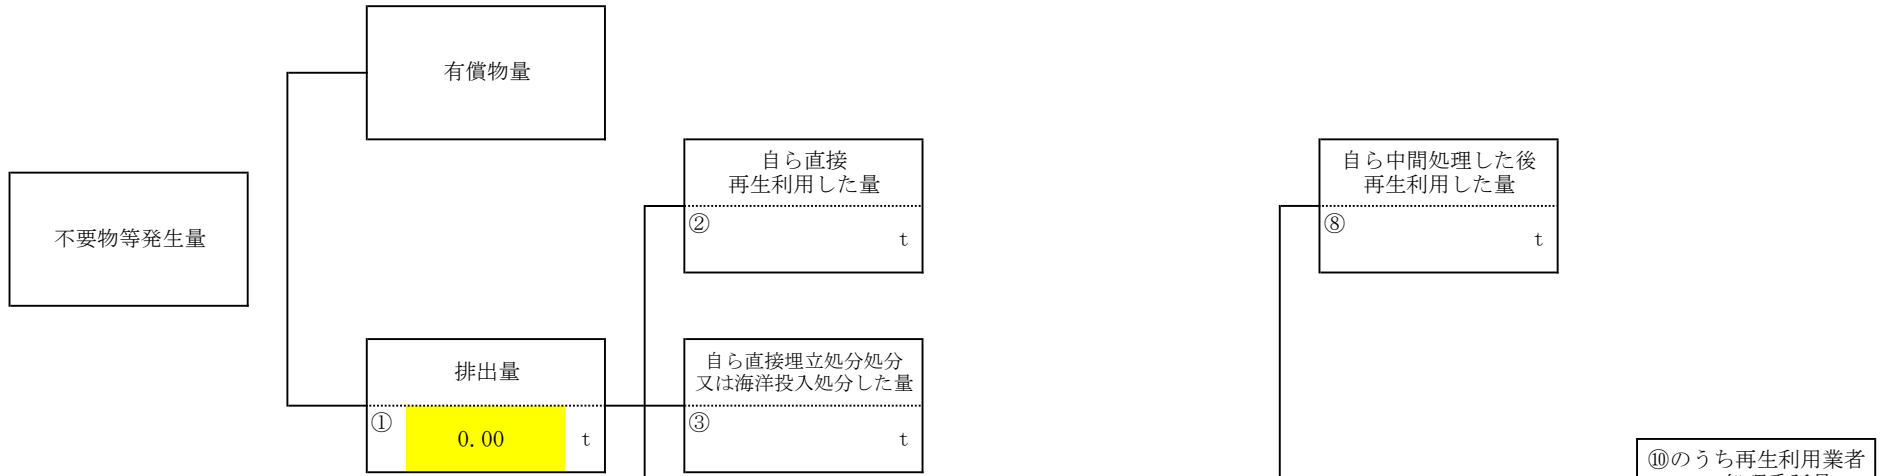 有償物量
自ら直接
再生利用した量
②
t
自ら中間処理した後
再生利用した量
⑧
t
不要物等発生量
排出量
①
0.00
t
自ら直接埋立処分処分
又は海洋投入処分した量
③
t
⑩のうち再生利用業者